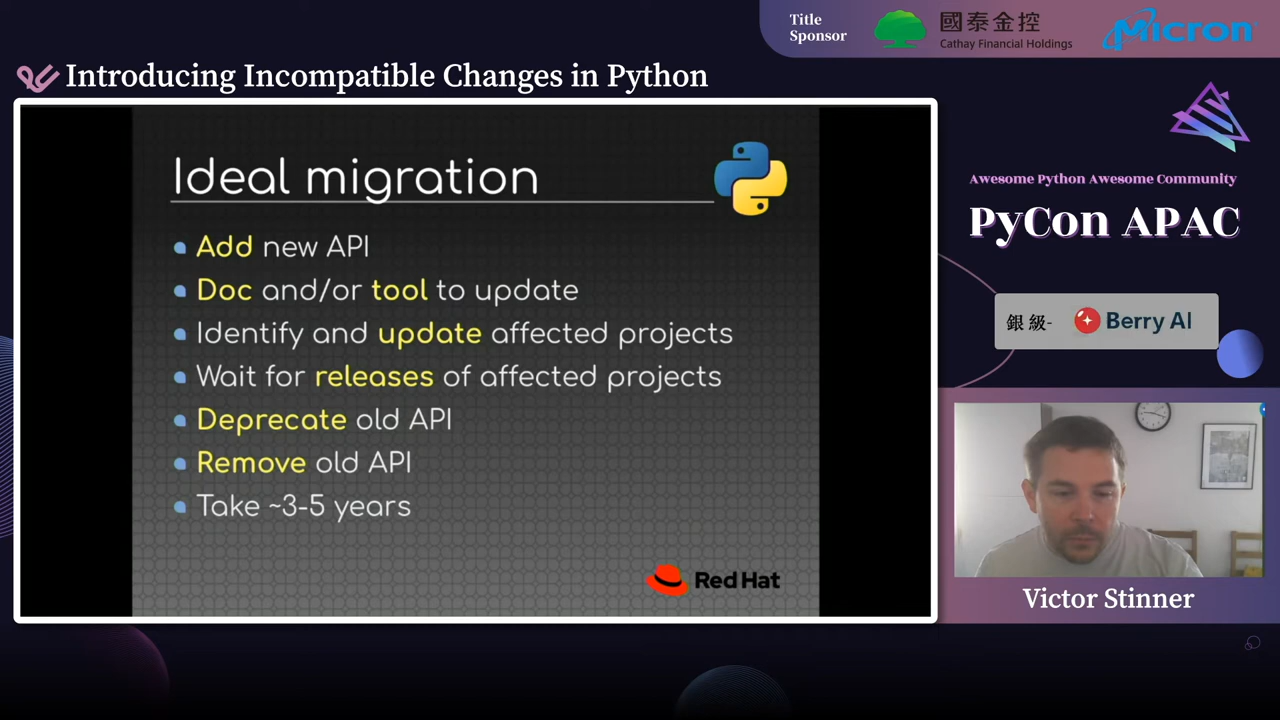 Title
Sponsor
國泰金控
Cathay Financial Holdings
Micron
Introducing Incompatible Changes in Python
Ideal migration
Add new API
Doc and/or tool to update
Identify and update affected projects
Wait for releases of affected projects
Deprecate old API
Remove old API
Take ~3-5 years
Red Hat
Awesome Python Awesome Community
PyCon APAC
銀級-
Berry AI
Victor Stinner